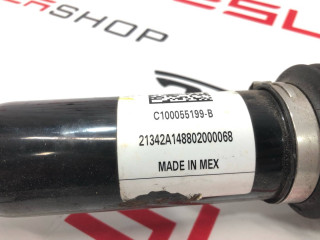 ERSHOP
C100055199-B
21342A148802000068
MADE IN MEX